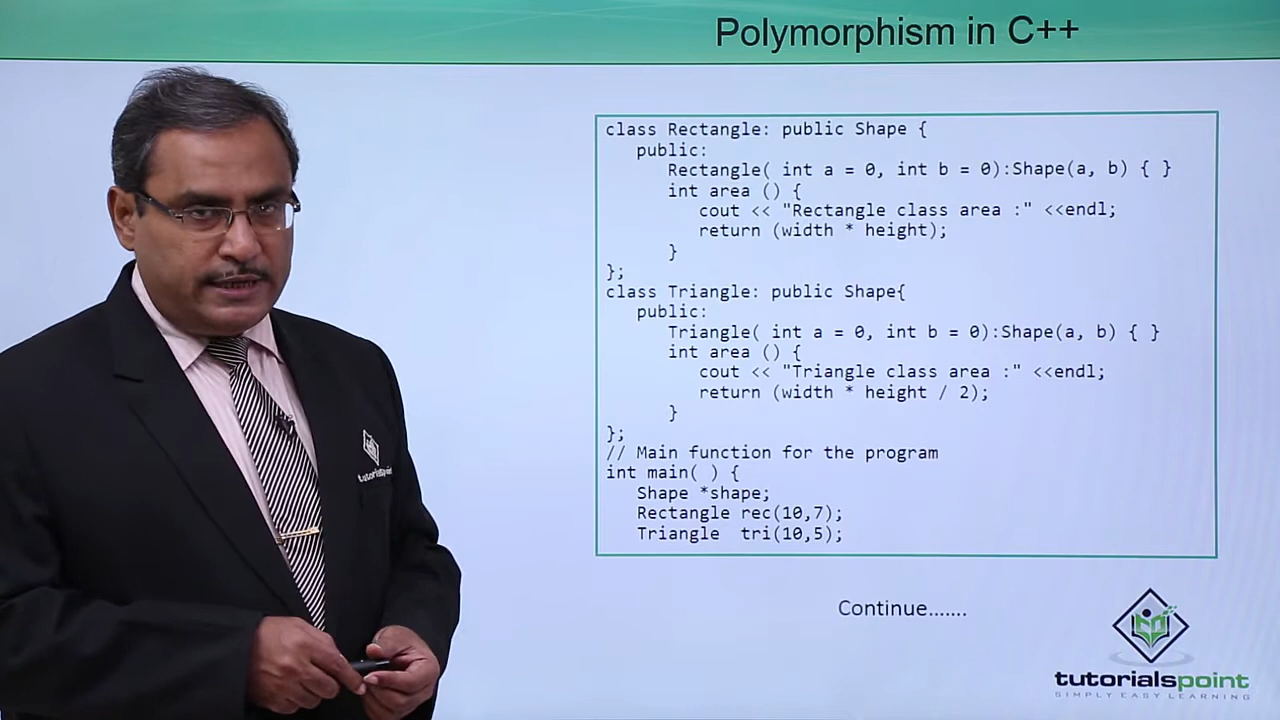 Polymorphism in C++
class Rectangle: public Shape {
   public:
      Rectangle( int a = 0, int b = 0):Shape(a, b) { }
      int area () {
         cout << "Rectangle class area :" <<endl;
         return (width * height);
      }
};
class Triangle: public Shape{
   public:
      Triangle( int a = 0, int b = 0):Shape(a, b) { }
      int area () {
         cout << "Triangle class area :" <<endl;
         return (width * height / 2);
      }
};
// Main function for the program
int main( ) {
   Shape *shape;
   Rectangle rec(10,7);
   Triangle  tri(10,5);
Continue.......
tutorialspoint
SIMPLY EASY LEARNING
tutorialspoint